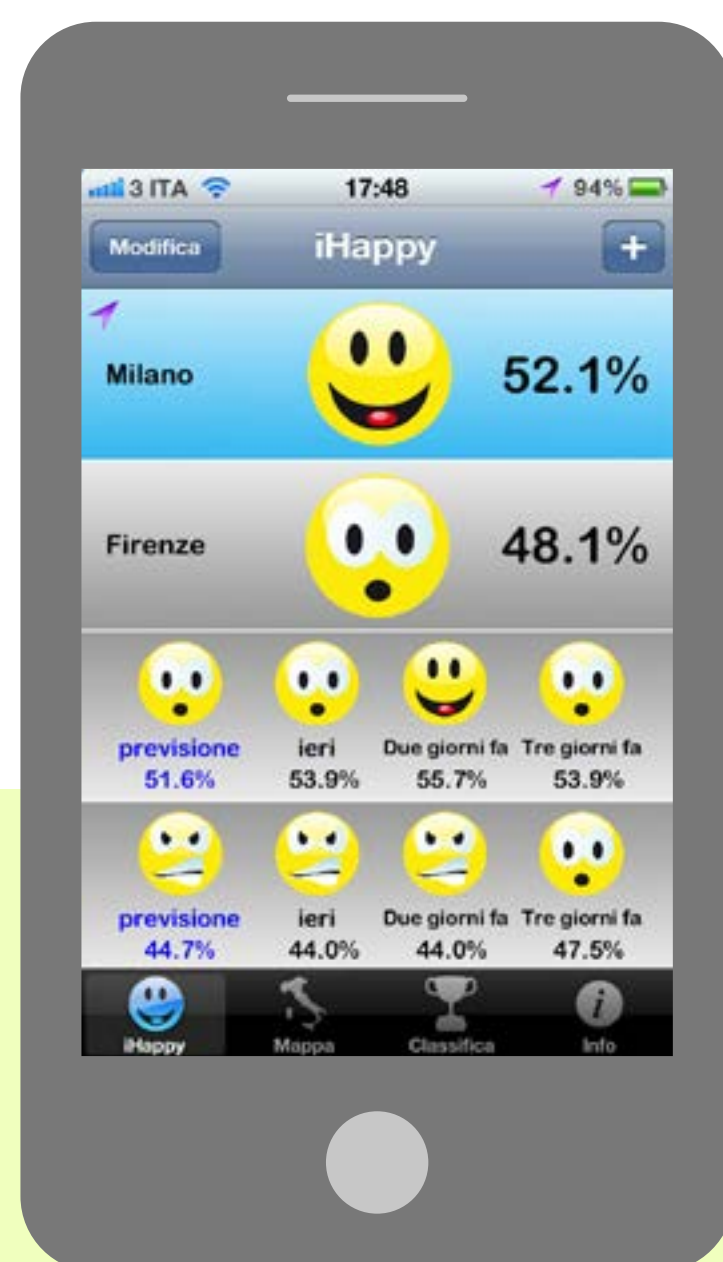 3 ITA 17:48 94%
Modifica iHappy +
Milano 52.1%
Firenze 48.1%
previsione ieri Due giorni fa Tre giorni fa
51.6% 53.9% 55.7% 53.9%
previsione ieri Due giorni fa Tre giorni fa
44.7% 44.0% 44.0% 47.5%
iHappy Mappa Classifica Info